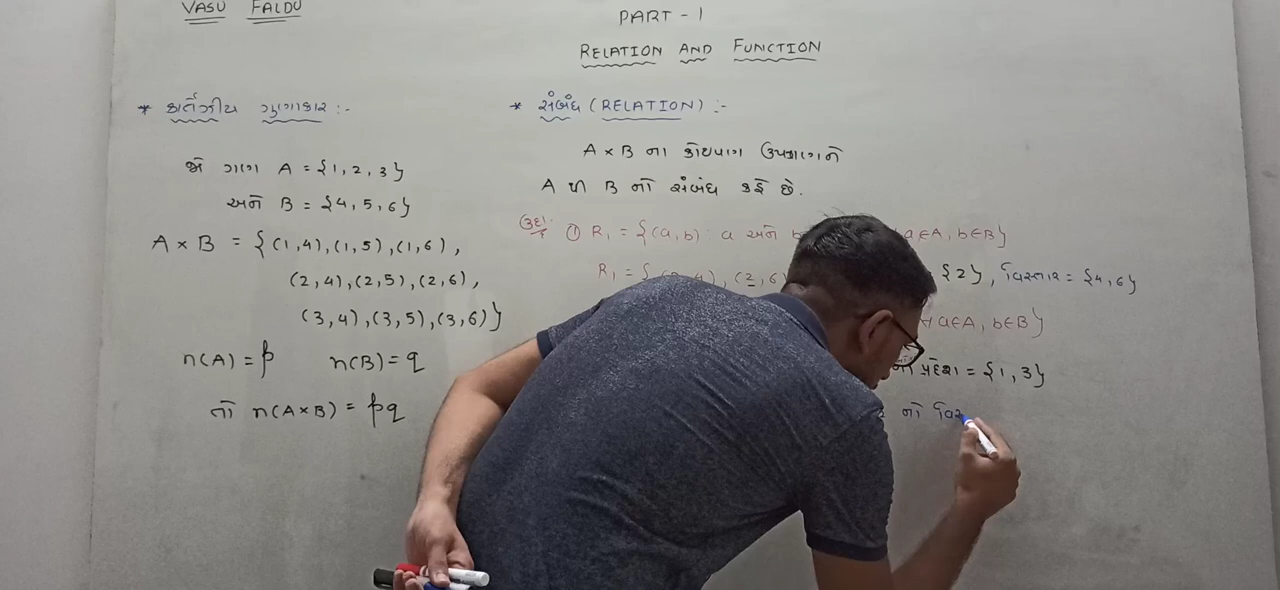 VASU FALDU
PART - 1
RELATION AND FUNCTION
* કાર્તેઝીય ગુણાકાર :-
જો ગણ A = {1, 2, 3}
અને B = {4, 5, 6}
A × B = {(1,4), (1,5), (1,6),
(2,4), (2,5), (2,6),
(3,4), (3,5), (3,6)}
n(A) = p n(B) = q
તો n(A×B) = pq
* સંબંધ (RELATION) :-
A × B ના કોઇપણ ઉપગણને
A થી B નો સંબંધ કહે છે.
ઉદા: ① R₁ = {(a, b) : a અને b a∈A, b∈B}
R₁ = { (2,4), (2,6) = {2}, વિસ્તાર = {4,6}
a∈A, b∈B}
નો પ્રદેશ = {1, 3}
નો વિસ